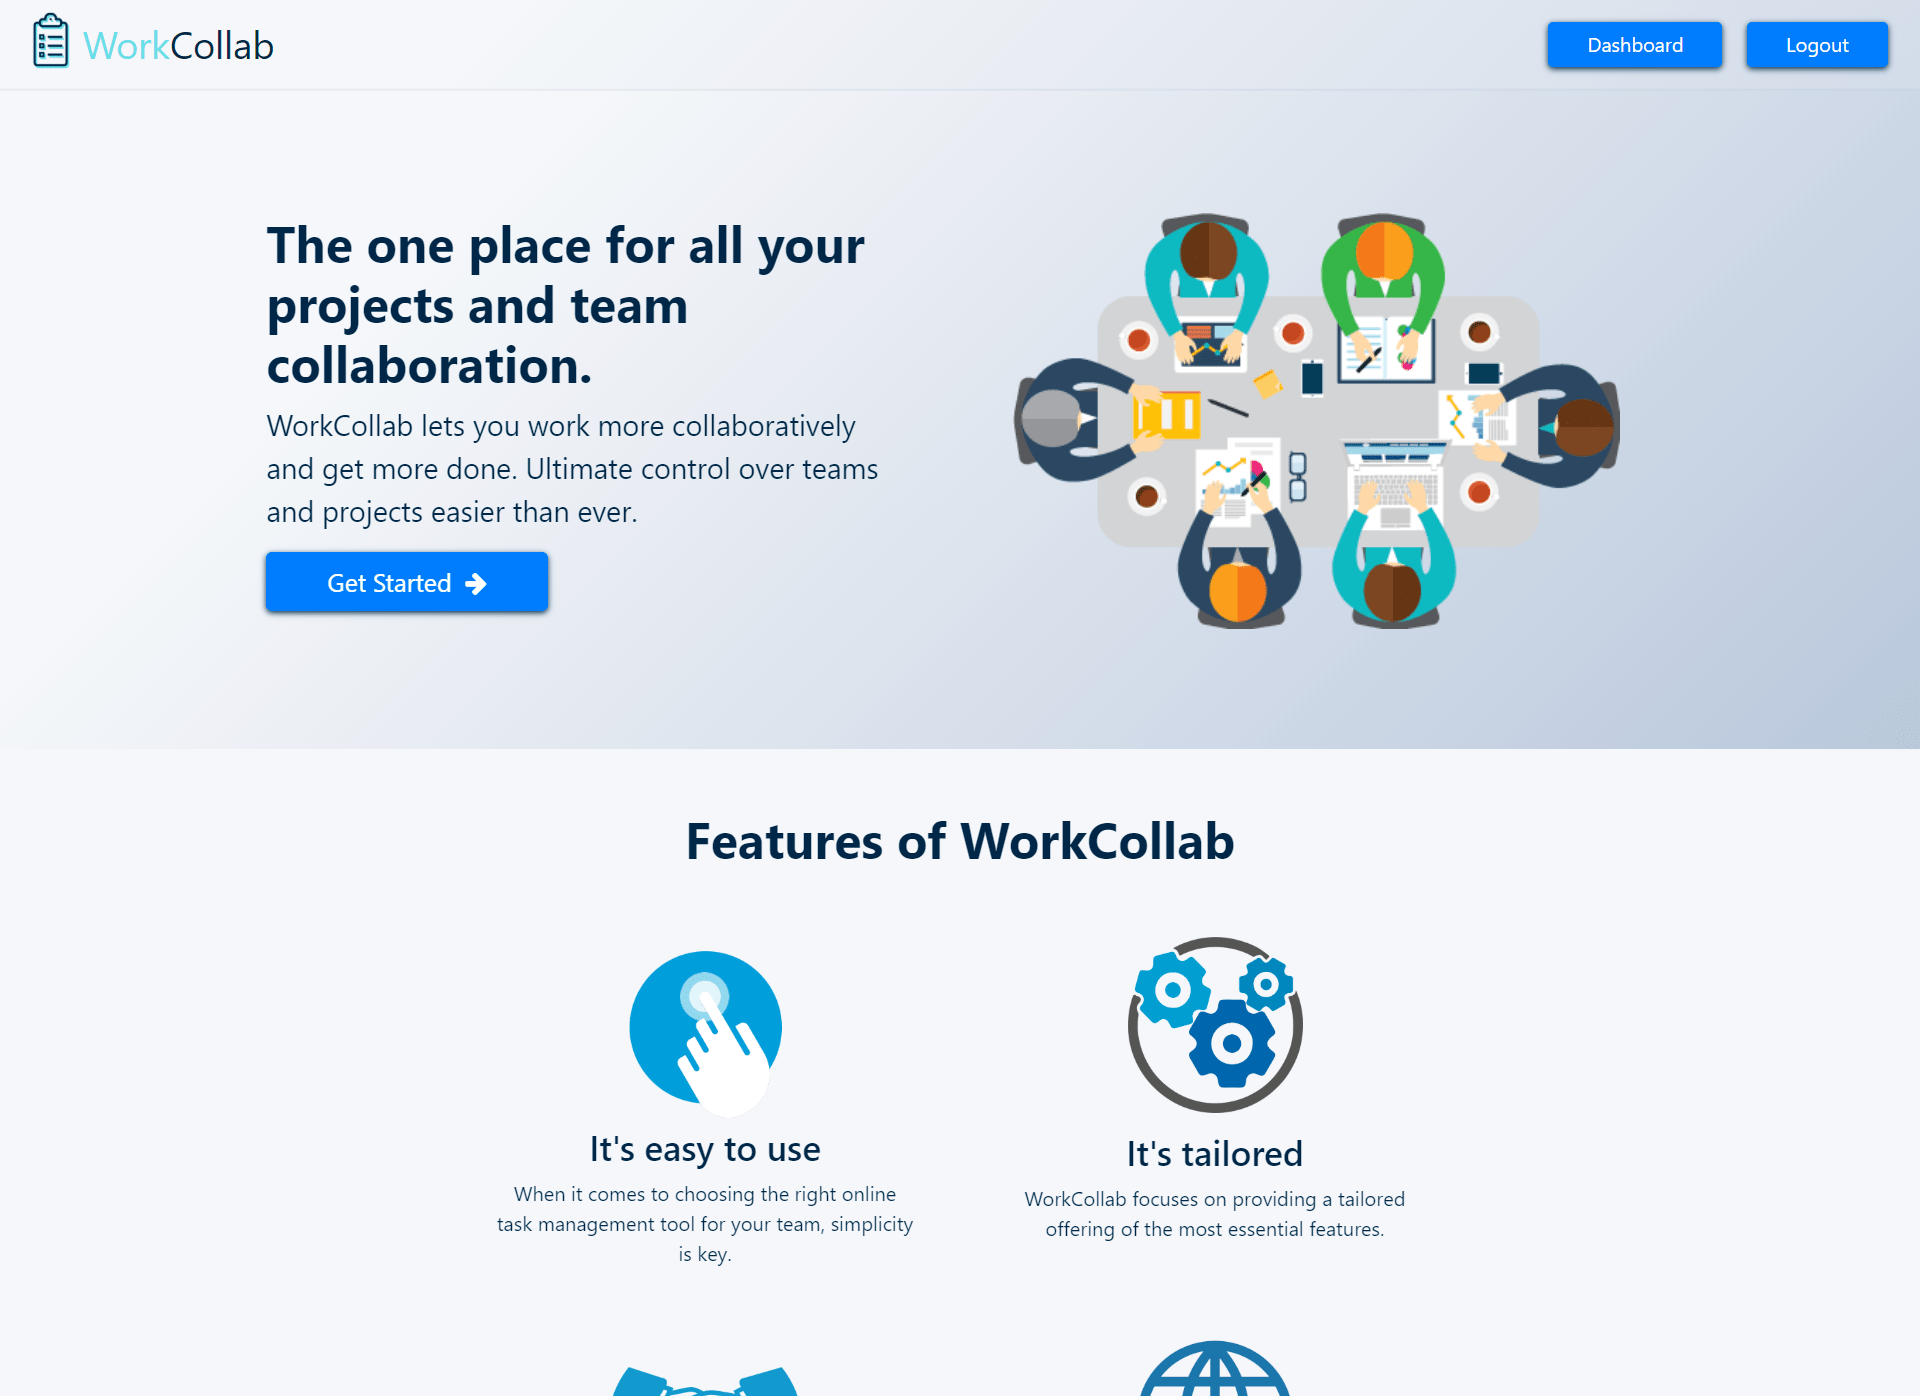 WorkCollab
Dashboard
Logout
The one place for all your
projects and team
collaboration.
WorkCollab lets you work more collaboratively
and get more done. Ultimate control over teams
and projects easier than ever.
Get Started
Features of WorkCollab
It's easy to use
When it comes to choosing the right online
task management tool for your team, simplicity
is key.
It's tailored
WorkCollab focuses on providing a tailored
offering of the most essential features.